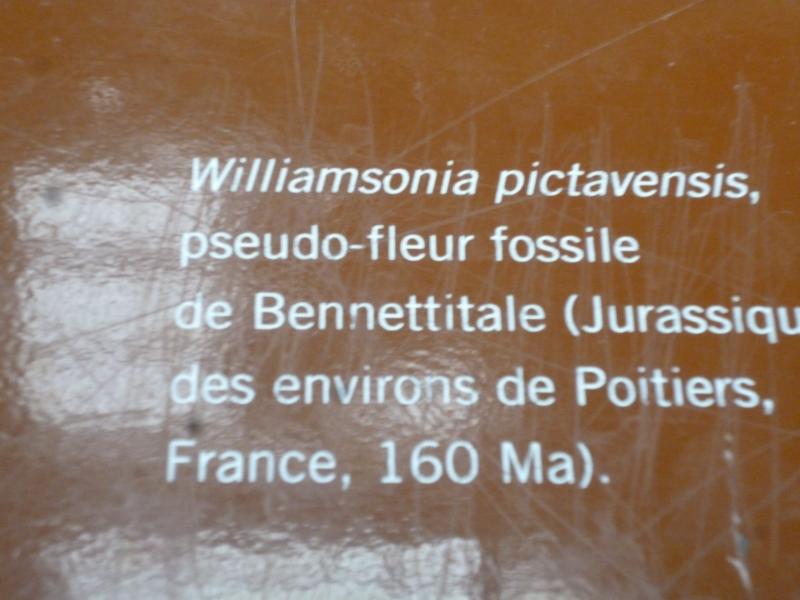 Williamsonia pictavensis,
pseudo-fleur fossile
de Bennettitale (Jurassiqu
des environs de Poitiers,
France, 160 Ma).